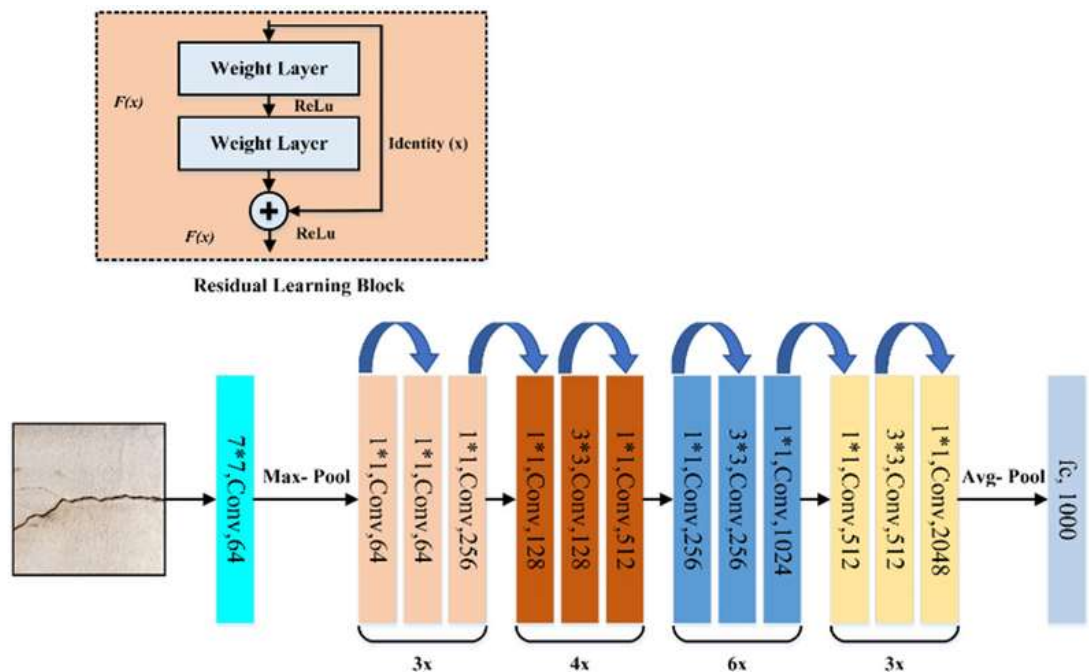 Weight Layer
F(x)
ReLu
Weight Layer
Identity (x)
F(x)
ReLu
Residual Learning Block
7*7,Conv,64
Max- Pool
1*1,Conv,64
1*1,Conv,64
1*1,Conv,256
1*1,Conv,128
3*3,Conv,128
1*1,Conv,512
1*1,Conv,256
3*3,Conv,256
1*1,Conv,1024
1*1,Conv,512
3*3,Conv,512
1*1,Conv,2048
Avg- Pool
fc, 1000
3x
4x
6x
3x